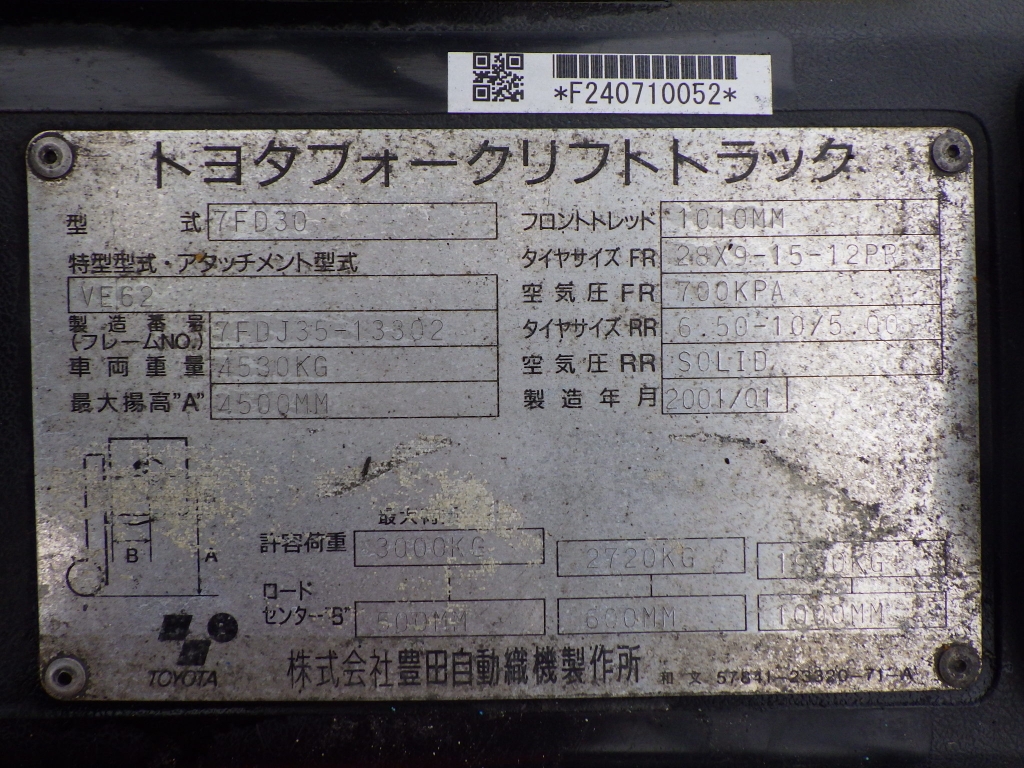 *F240710052*
トヨタフォークリフトトラック
型 式 7FD30
特型型式・アタッチメント型式
VE62
製造番号 7FDJ35-13302
(フレームNO.)
車両重量 4530KG
最大揚高"A" 4500MM
フロントトレッド 1010MM
タイヤサイズ FR 28X9-15-12PR
空気圧 FR 700KPA
タイヤサイズ RR 6.50-10/5.00
空気圧 RR SOLID
製造年月 2001/01
B A
許容荷重 3000KG 2720KG
ロード
センター"B" 500MM 600MM 1000MM
TOYOTA
株式会社豊田自動織機製作所
和文 57641-23320-71-A